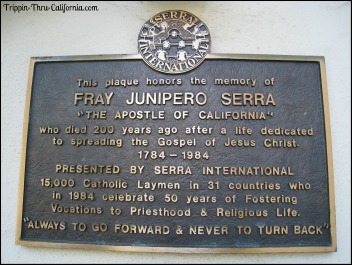 Trippin-Thru-California.com
SERRA
INTERNATIONAL
This plaque honors the memory of
FRAY JUNIPERO SERRA
"THE APOSTLE OF CALIFORNIA"
who died 200 years ago after a life dedicated
to spreading the Gospel of Jesus Christ.
1784 - 1984
PRESENTED BY SERRA INTERNATIONAL
15,000 Catholic Laymen in 31 countries who
in 1984 celebrate 50 years of Fostering
Vocations to Priesthood & Religious Life.
"ALWAYS TO GO FORWARD & NEVER TO TURN BACK"